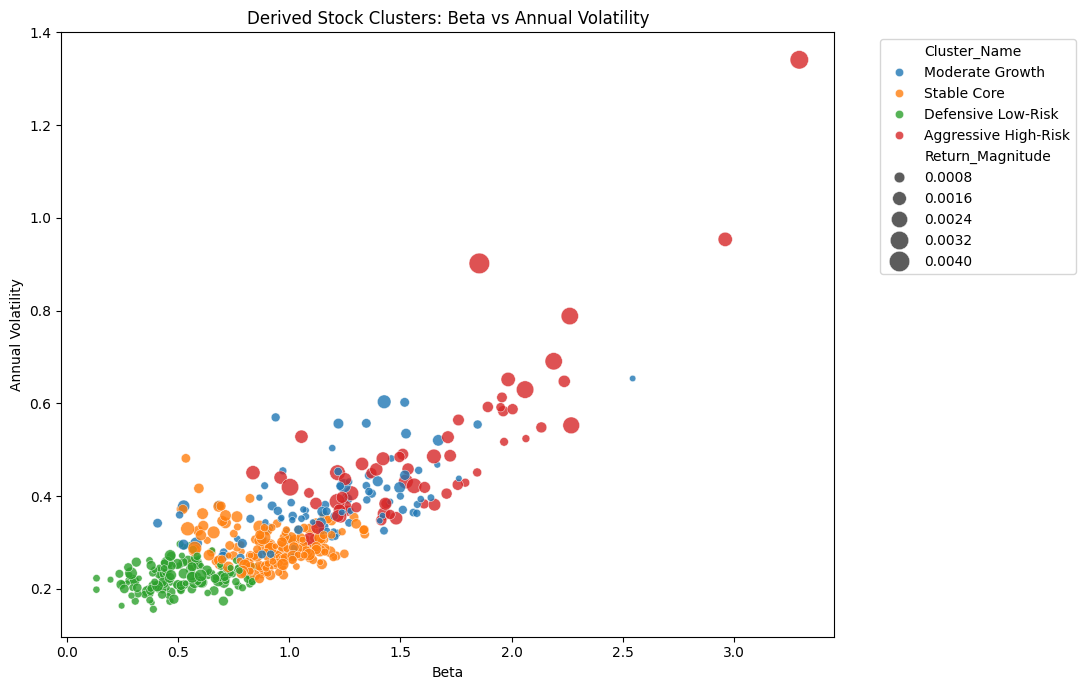 Derived Stock Clusters: Beta vs Annual Volatility
1.4
1.2
1.0
0.8
0.6
0.4
0.2
Annual Volatility
0.0
0.5
1.0
1.5
2.0
2.5
3.0
Beta
Cluster_Name
Moderate Growth
Stable Core
Defensive Low-Risk
Aggressive High-Risk
Return_Magnitude
0.0008
0.0016
0.0024
0.0032
0.0040